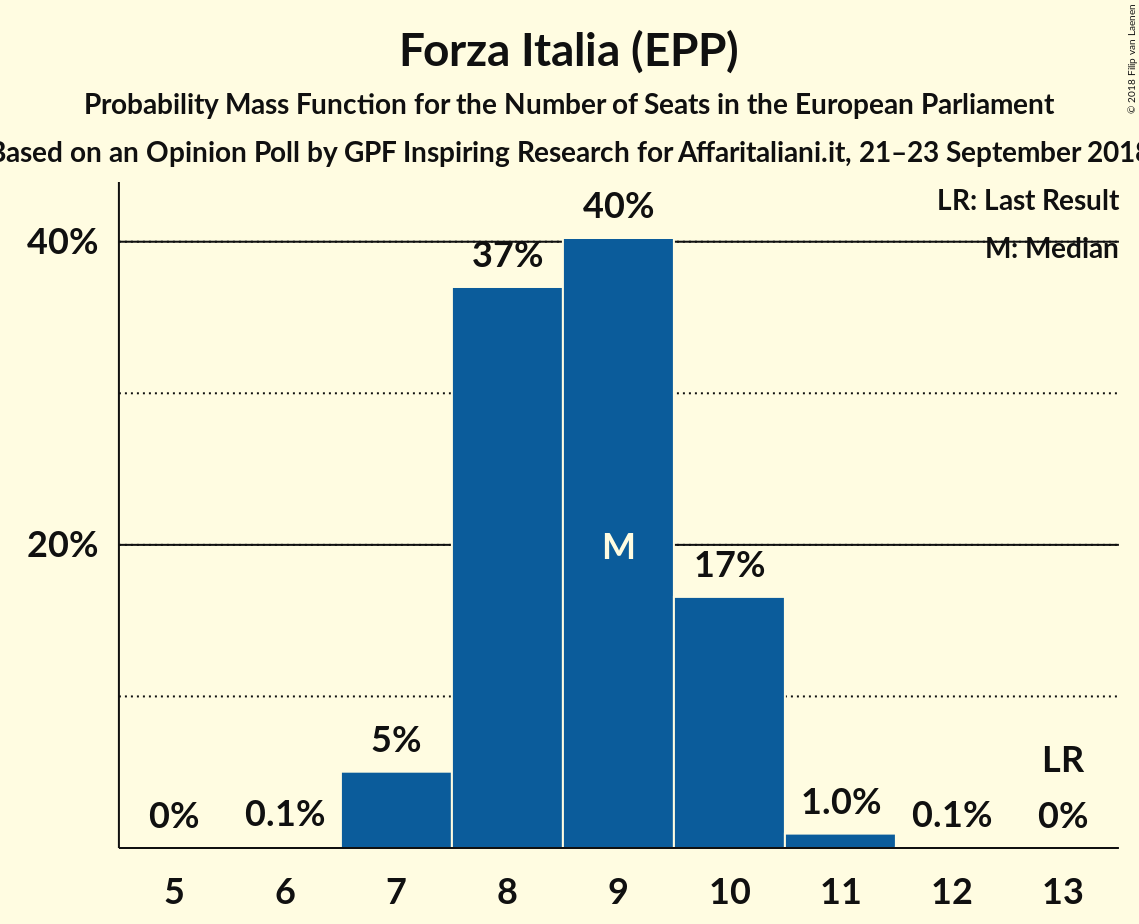 Forza Italia (EPP)
Probability Mass Function for the Number of Seats in the European Parliament
Based on an Opinion Poll by GPF Inspiring Research for Affaritaliani.it, 21–23 September 2018
© 2018 Filip van Laenen
LR: Last Result
M: Median
40%
20%
0%
0.1%
5%
37%
40%
M
17%
1.0%
0.1%
LR
0%
5 6 7 8 9 10 11 12 13